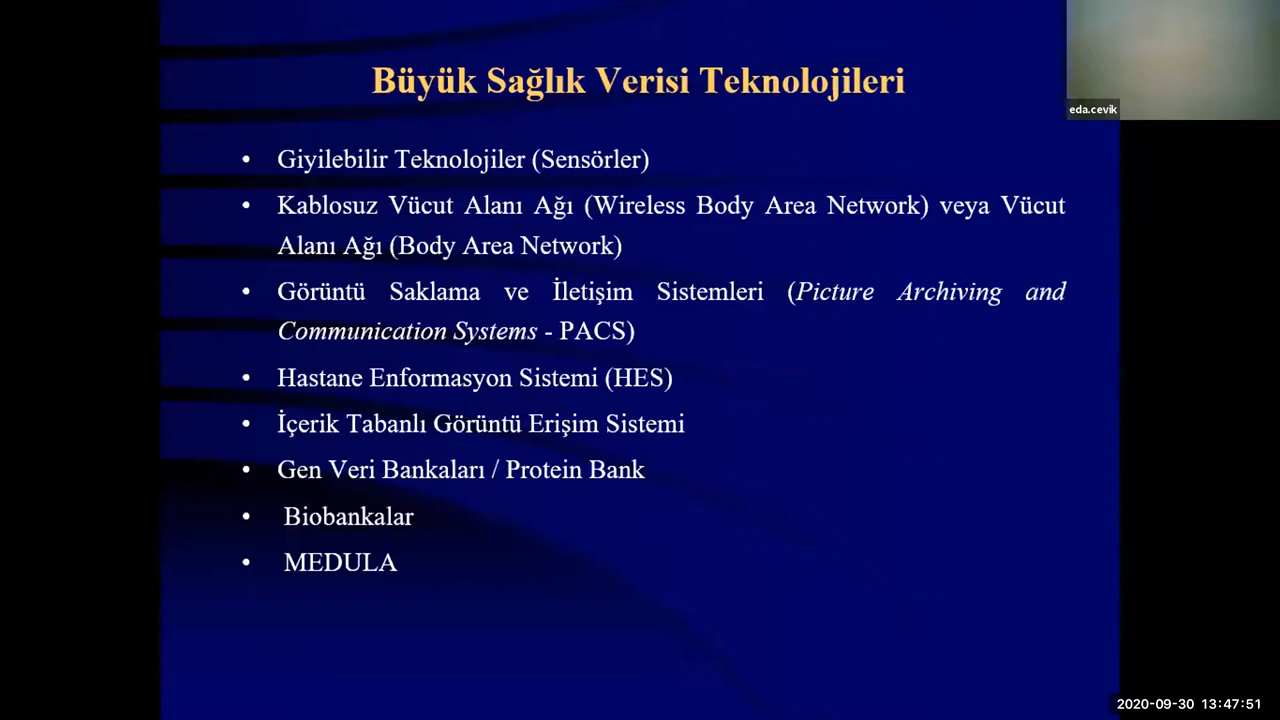 Büyük Sağlık Verisi Teknolojileri
eda.cevik
• Giyilebilir Teknolojiler (Sensörler)
• Kablosuz Vücut Alanı Ağı (Wireless Body Area Network) veya Vücut
Alanı Ağı (Body Area Network)
• Görüntü Saklama ve İletişim Sistemleri (Picture Archiving and
Communication Systems - PACS)
• Hastane Enformasyon Sistemi (HES)
• İçerik Tabanlı Görüntü Erişim Sistemi
• Gen Veri Bankaları / Protein Bank
• Biobankalar
• MEDULA
2020-09-30 13:47:51